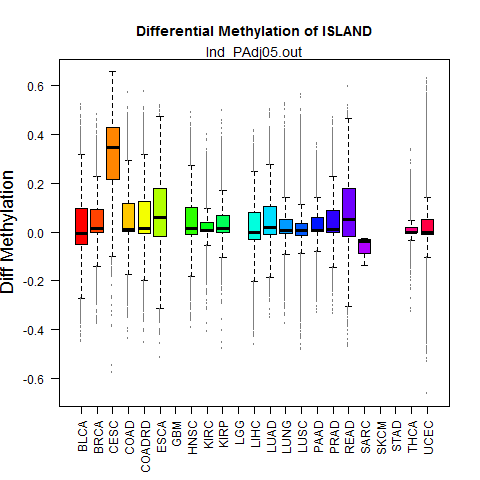 Differential Methylation of ISLAND
Ind_PAdj05.out
Diff Methylation
0.6
0.4
0.2
0.0
-0.2
-0.4
-0.6
BLCA
BRCA
CESC
COAD
COADRD
ESCA
GBM
HNSC
KIRC
KIRP
LGG
LIHC
LUAD
LUNG
LUSC
PAAD
PRAD
READ
SARC
SKCM
STAD
THCA
UCEC